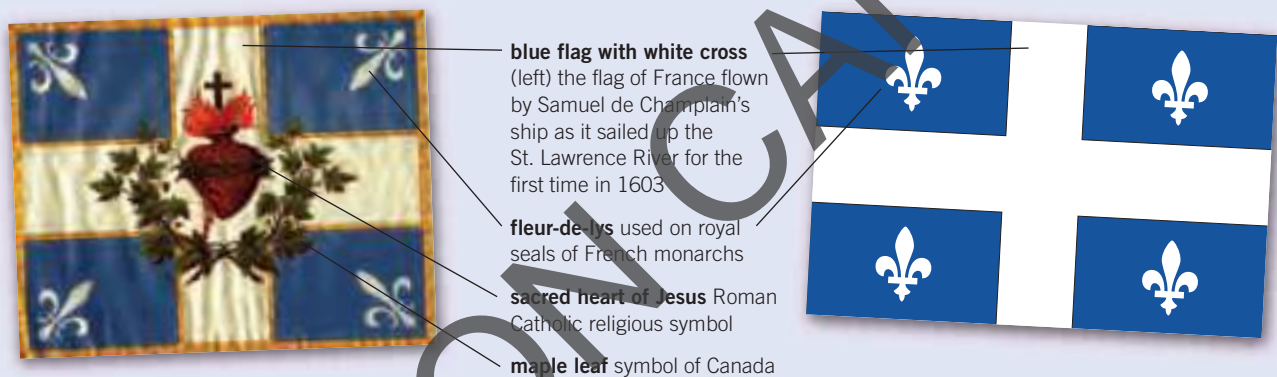 blue flag with white cross
(left) the flag of France flown
by Samuel de Champlain's
ship as it sailed up the
St. Lawrence River for the
first time in 1603
fleur-de-lys used on royal
seals of French monarchs
sacred heart of Jesus Roman
Catholic religious symbol
maple leaf symbol of Canada
ON CA